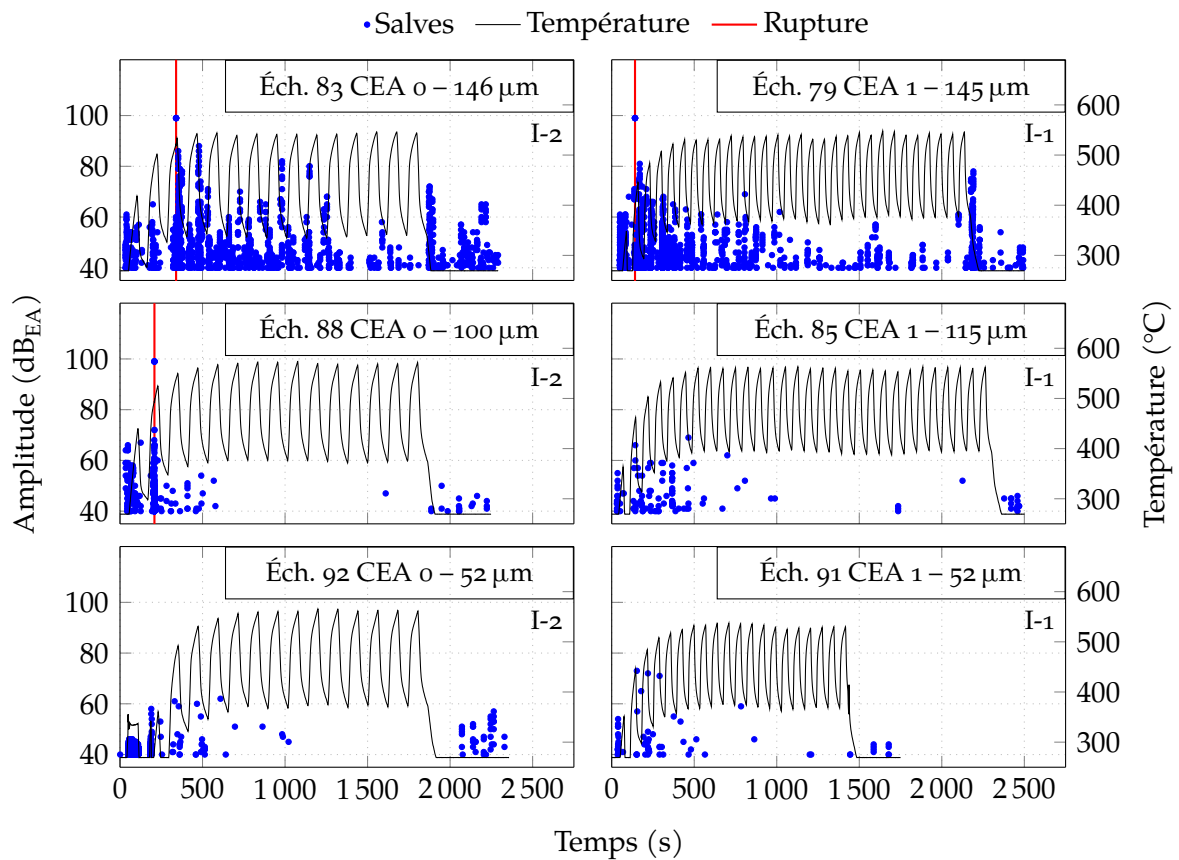 Salves Température Rupture
Éch. 83 CEA 0 – 146 µm
I-2
Éch. 79 CEA 1 – 145 µm
I-1
100
80
60
40
600
500
400
300
Éch. 88 CEA 0 – 100 µm
I-2
Éch. 85 CEA 1 – 115 µm
I-1
100
80
60
40
600
500
400
300
Amplitude (dB_EA)
Température (°C)
Éch. 92 CEA 0 – 52 µm
I-2
Éch. 91 CEA 1 – 52 µm
I-1
100
80
60
40
600
500
400
300
0 500 1 000 1 500 2 000 2 500
0 500 1 000 1 500 2 000 2 500
Temps (s)